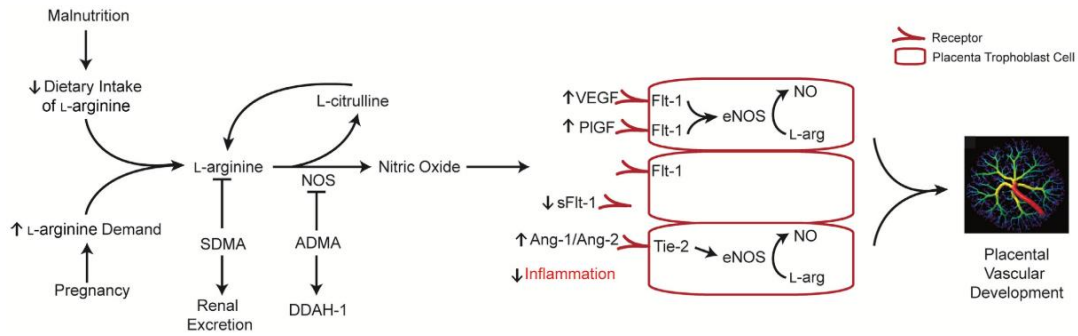 Malnutrition
↓ Dietary Intake
of L-arginine
↑ L-arginine Demand
Pregnancy
L-citrulline
L-arginine
NOS
Nitric Oxide
SDMA
Renal
Excretion
ADMA
DDAH-1
↑ VEGF
Flt-1
↑ PlGF
Flt-1
eNOS
NO
L-arg
Flt-1
↓ sFlt-1
↑ Ang-1/Ang-2
Tie-2
eNOS
NO
L-arg
↓ Inflammation
Receptor
Placenta Trophoblast Cell
Placental
Vascular
Development